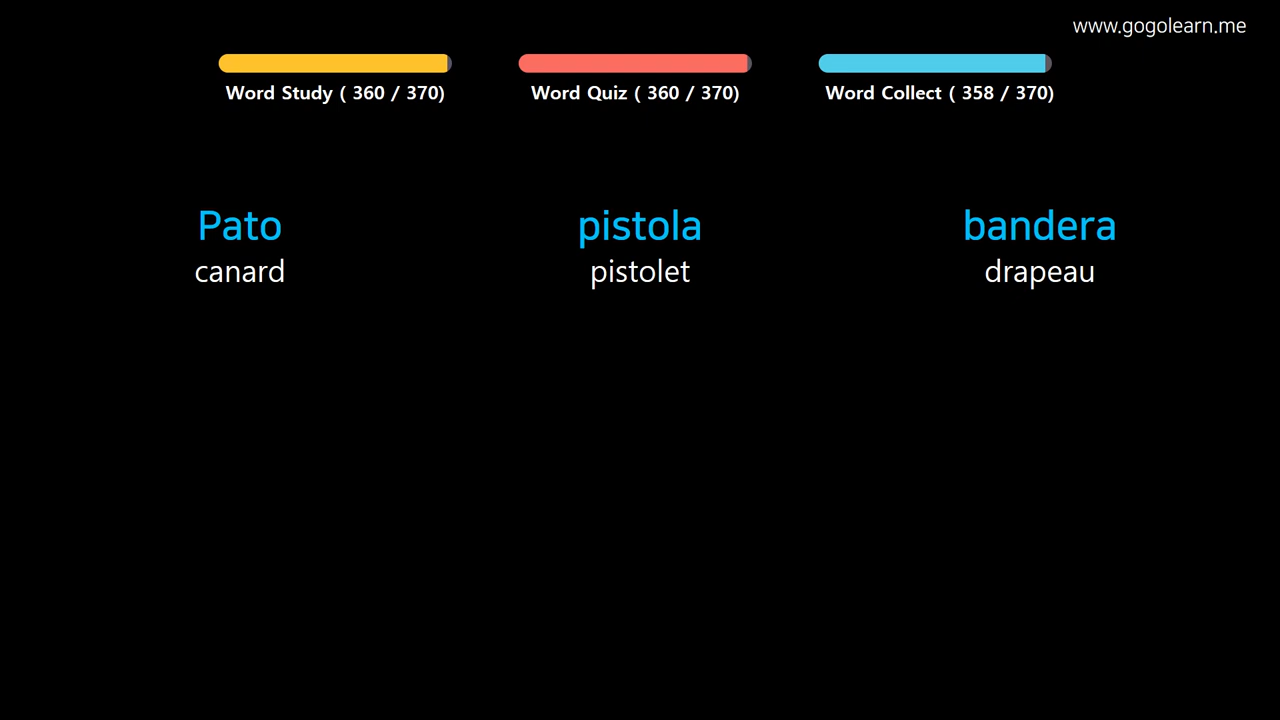 www.gogolearn.me
Word Study ( 360 / 370)
Word Quiz ( 360 / 370)
Word Collect ( 358 / 370)
Pato
canard
pistola
pistolet
bandera
drapeau